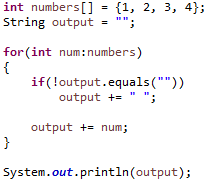 int numbers[] = {1, 2, 3, 4};
String output = "";
for(int num:numbers)
{
if(!output.equals(""))
output += " ";
output += num;
}
System.out.println(output);